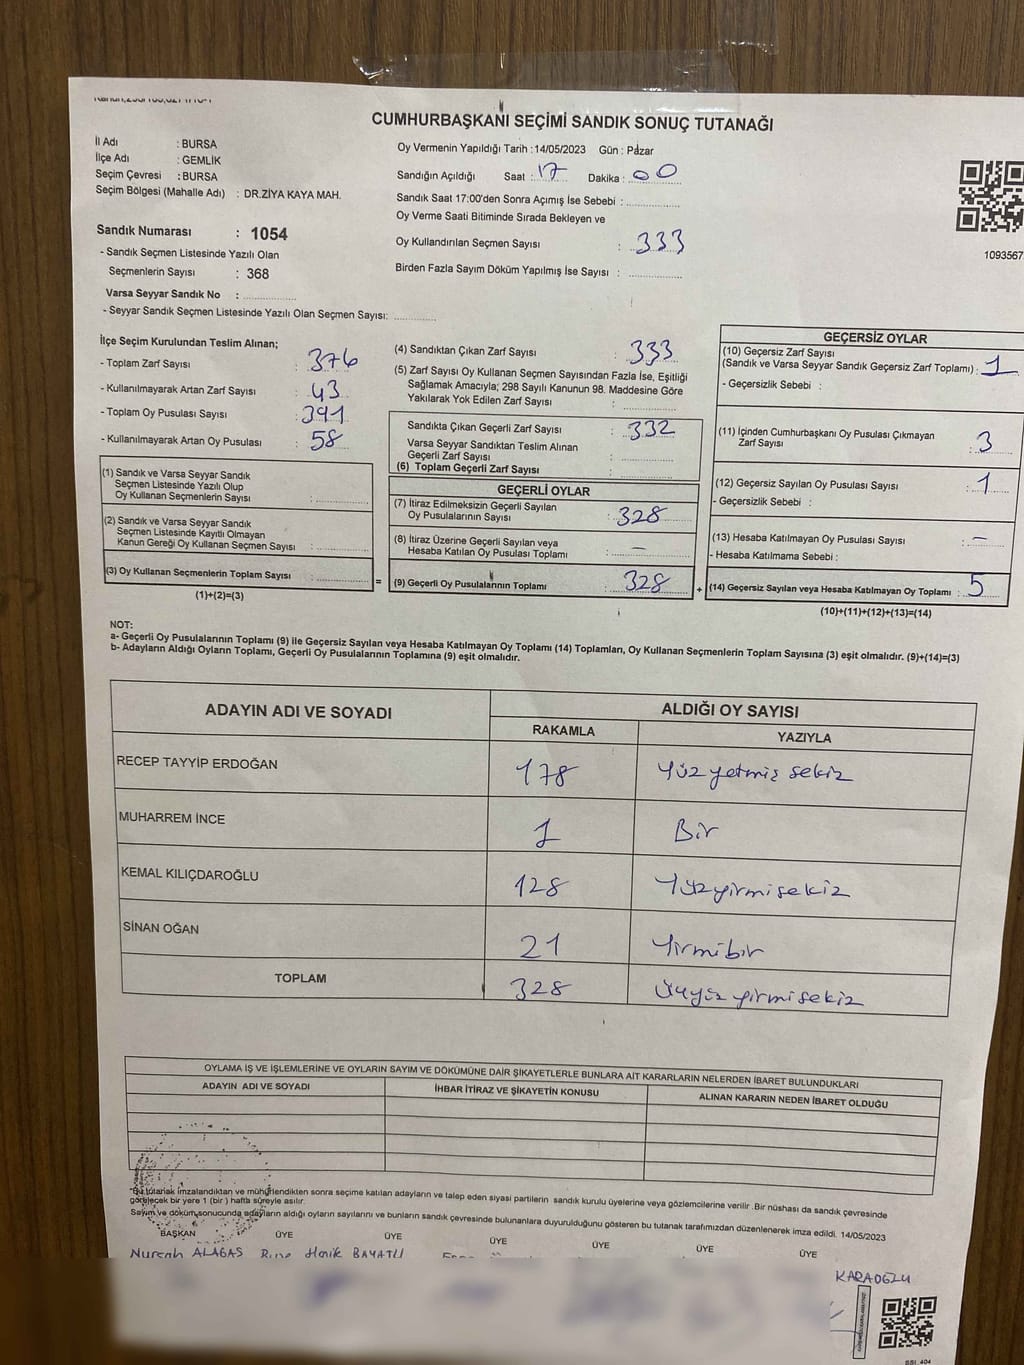 CUMHURBAŞKANI SEÇİMİ SANDIK SONUÇ TUTANAĞI
İl Adı : BURSA
İlçe Adı : GEMLİK
Seçim Çevresi : BURSA
Seçim Bölgesi (Mahalle Adı) : DR.ZİYA KAYA MAH.
Sandık Numarası : 1054
- Sandık Seçmen Listesinde Yazılı Olan
Seçmenlerin Sayısı : 368
Varsa Seyyar Sandık No :
- Seyyar Sandık Seçmen Listesinde Yazılı Olan Seçmen Sayısı:
Oy Vermenin Yapıldığı Tarih :14/05/2023 Gün : Pazar
Sandığın Açıldığı Saat : 17 Dakika : 00
Sandık Saat 17:00'den Sonra Açımış İse Sebebi :
Oy Verme Saati Bitiminde Sırada Bekleyen ve
Oy Kullandırılan Seçmen Sayısı : 333
Birden Fazla Sayım Döküm Yapılmış İse Sayısı :
1093567
İlçe Seçim Kurulundan Teslim Alınan;
- Toplam Zarf Sayısı : 376
- Kullanılmayarak Artan Zarf Sayısı : 43
- Toplam Oy Pusulası Sayısı : 391
- Kullanılmayarak Artan Oy Pusulası : 58
(1) Sandık ve Varsa Seyyar Sandık
Seçmen Listesinde Yazılı Olup
Oy Kullanan Seçmenlerin Sayısı :
(2) Sandık ve Varsa Seyyar Sandık
Seçmen Listesinde Kayıtlı Olmayan
Kanun Gereği Oy Kullanan Seçmen Sayısı :
(3) Oy Kullanan Seçmenlerin Toplam Sayısı :
(1)+(2)=(3)
=
(4) Sandıktan Çıkan Zarf Sayısı : 333
(5) Zarf Sayısı Oy Kullanan Seçmen Sayısından Fazla İse, Eşitliği
Sağlamak Amacıyla; 298 Sayılı Kanunun 98. Maddesine Göre
Yakılarak Yok Edilen Zarf Sayısı :
Sandıkta Çıkan Geçerli Zarf Sayısı : 332
Varsa Seyyar Sandıktan Teslim Alınan
Geçerli Zarf Sayısı :
(6) Toplam Geçerli Zarf Sayısı :
GEÇERLİ OYLAR
(7) İtiraz Edilmeksizin Geçerli Sayılan
Oy Pusulalarının Sayısı : 328
(8) İtiraz Üzerine Geçerli Sayılan veya
Hesaba Katılan Oy Pusulası Toplamı : –
(9) Geçerli Oy Pusulalarının Toplamı 328
+
GEÇERSİZ OYLAR
(10) Geçersiz Zarf Sayısı
(Sandık ve Varsa Seyyar Sandık Geçersiz Zarf Toplamı) : 1
- Geçersizlik Sebebi :
(11) İçinden Cumhurbaşkanı Oy Pusulası Çıkmayan
Zarf Sayısı : 3
(12) Geçersiz Sayılan Oy Pusulası Sayısı : 1
- Geçersizlik Sebebi :
(13) Hesaba Katılmayan Oy Pusulası Sayısı : –
- Hesaba Katılmama Sebebi :
(14) Geçersiz Sayılan veya Hesaba Katılmayan Oy Toplamı : 5
(10)+(11)+(12)+(13)=(14)
NOT:
a- Geçerli Oy Pusulalarının Toplamı (9) ile Geçersiz Sayılan veya Hesaba Katılmayan Oy Toplamı (14) Toplamları, Oy Kullanan Seçmenlerin Toplam Sayısına (3) eşit olmalıdır. (9)+(14)=(3)
b- Adayların Aldığı Oyların Toplamı, Geçerli Oy Pusulalarının Toplamına (9) eşit olmalıdır.
ADAYIN ADI VE SOYADI ALDIĞI OY SAYISI
RAKAMLA YAZIYLA
RECEP TAYYİP ERDOĞAN 178 Yüz yetmiş sekiz
MUHARREM İNCE 1 Bir
KEMAL KILIÇDAROĞLU 128 Yüzyirmisekiz
SİNAN OĞAN 21 Yirmibir
TOPLAM 328 Üçyüz yirmisekiz
OYLAMA İŞ VE İŞLEMLERİNE VE OYLARIN SAYIM VE DÖKÜMÜNE DAİR ŞİKAYETLERLE BUNLARA AİT KARARLARIN NELERDEN İBARET BULUNDUKLARI
ADAYIN ADI VE SOYADI İHBAR İTİRAZ VE ŞİKAYETİN KONUSU ALINAN KARARIN NEDEN İBARET OLDUĞU
*Bu tutanak imzalandıktan ve mühürlendikten sonra seçime katılan adayların ve talep eden siyasi partilerin sandık kurulu üyelerine veya gözlemcilerine verilir .Bir nüshası da sandık çevresinde
görülecek bir yere 1 (bir ) hafta süreyle asılır.
Sayım ve döküm sonucunda adayların aldığı oyların sayılarını ve bunların sandık çevresinde bulunanlara duyurulduğunu gösteren bu tutanak tarafımızdan düzenlenerek imza edildi. 14/05/2023
BAŞKAN ÜYE ÜYE ÜYE ÜYE ÜYE ÜYE
Nursah ALAGAS BAYATLI
KARAOGLU